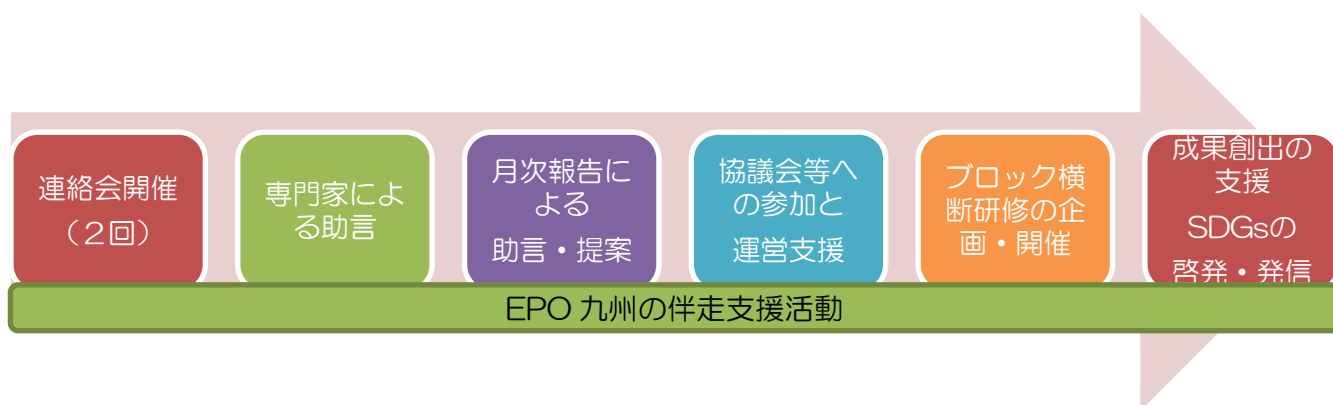 連絡会開催
（２回）
専門家によ
る助言
月次報告に
よる
助言・提案
協議会等へ
の参加と
運営支援
ブロック横
断研修の企
画・開催
成果創出の
支援
SDGsの
啓発・発信
EPO 九州の伴走支援活動